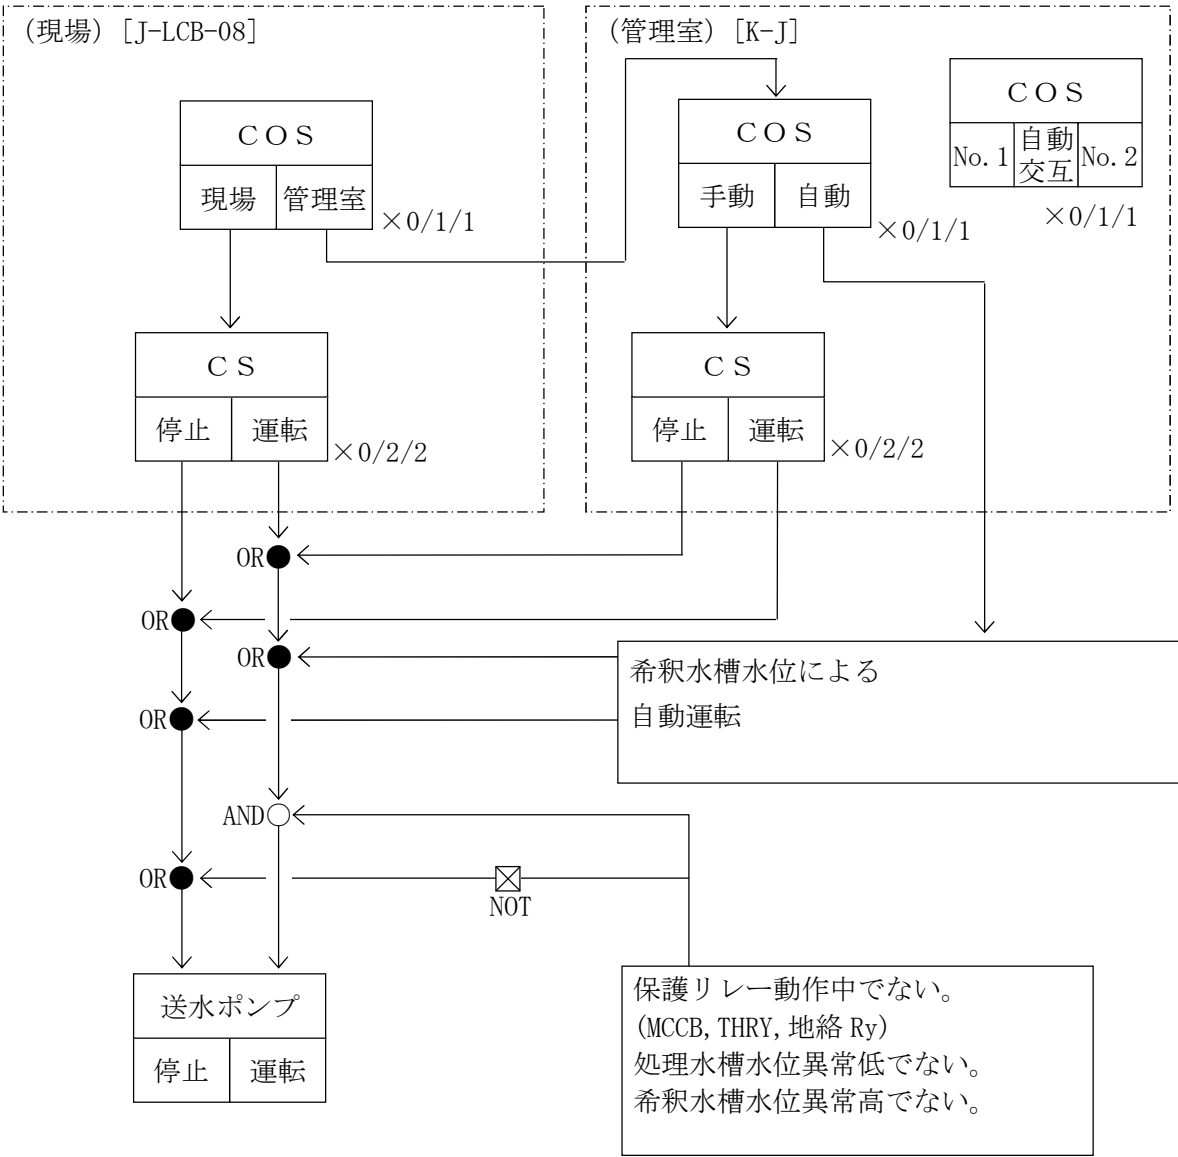 (現場) [J-LCB-08]
(管理室) [K-J]
COS
現場 管理室
×0/1/1
COS
手動 自動
×0/1/1
COS
No.1 自動交互 No.2
×0/1/1
CS
停止 運転
×0/2/2
CS
停止 運転
×0/2/2
OR
OR
OR
希釈水槽水位による
自動運転
OR
AND
OR
NOT
送水ポンプ
停止 運転
保護リレー動作中でない。
(MCCB,THRY,地絡Ry)
処理水槽水位異常低でない。
希釈水槽水位異常高でない。